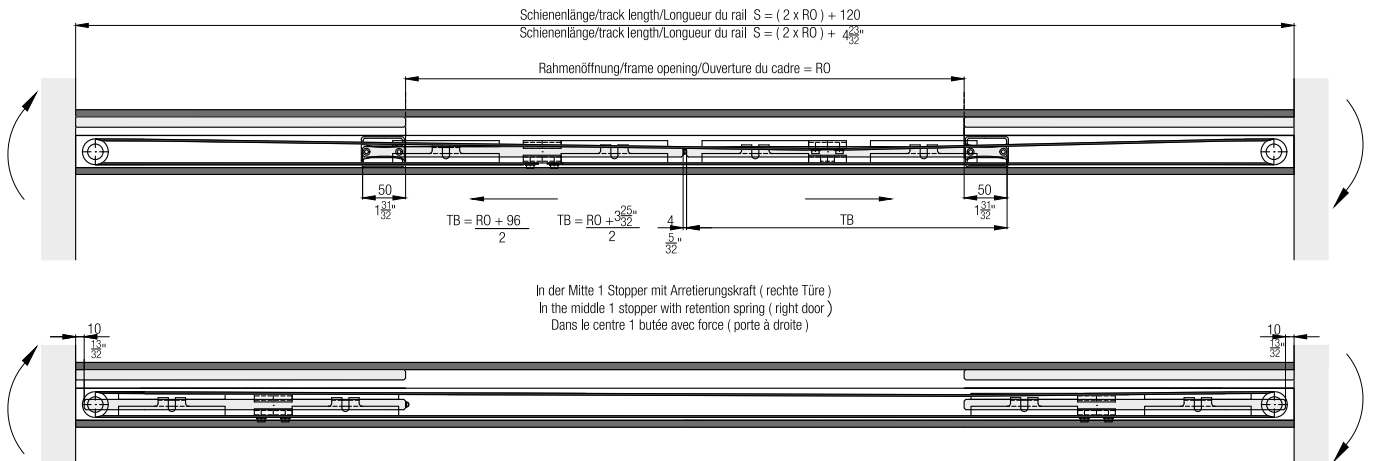 Schienenlänge/track length/Longueur du rail S = ( 2 x RO ) + 120
Schienenlänge/track length/Longueur du rail S = ( 2 x RO ) + 4 23/32"
Rahmenöffnung/frame opening/Ouverture du cadre = RO
50
1 31/32"
TB = RO + 96 / 2
TB = RO + 3 25/32" / 2
4
5/32"
TB
50
1 31/32"
In der Mitte 1 Stopper mit Arretierungskraft ( rechte Türe )
In the middle 1 stopper with retention spring ( right door )
Dans le centre 1 butée avec force ( porte à droite )
10
13/32"
10
13/32"